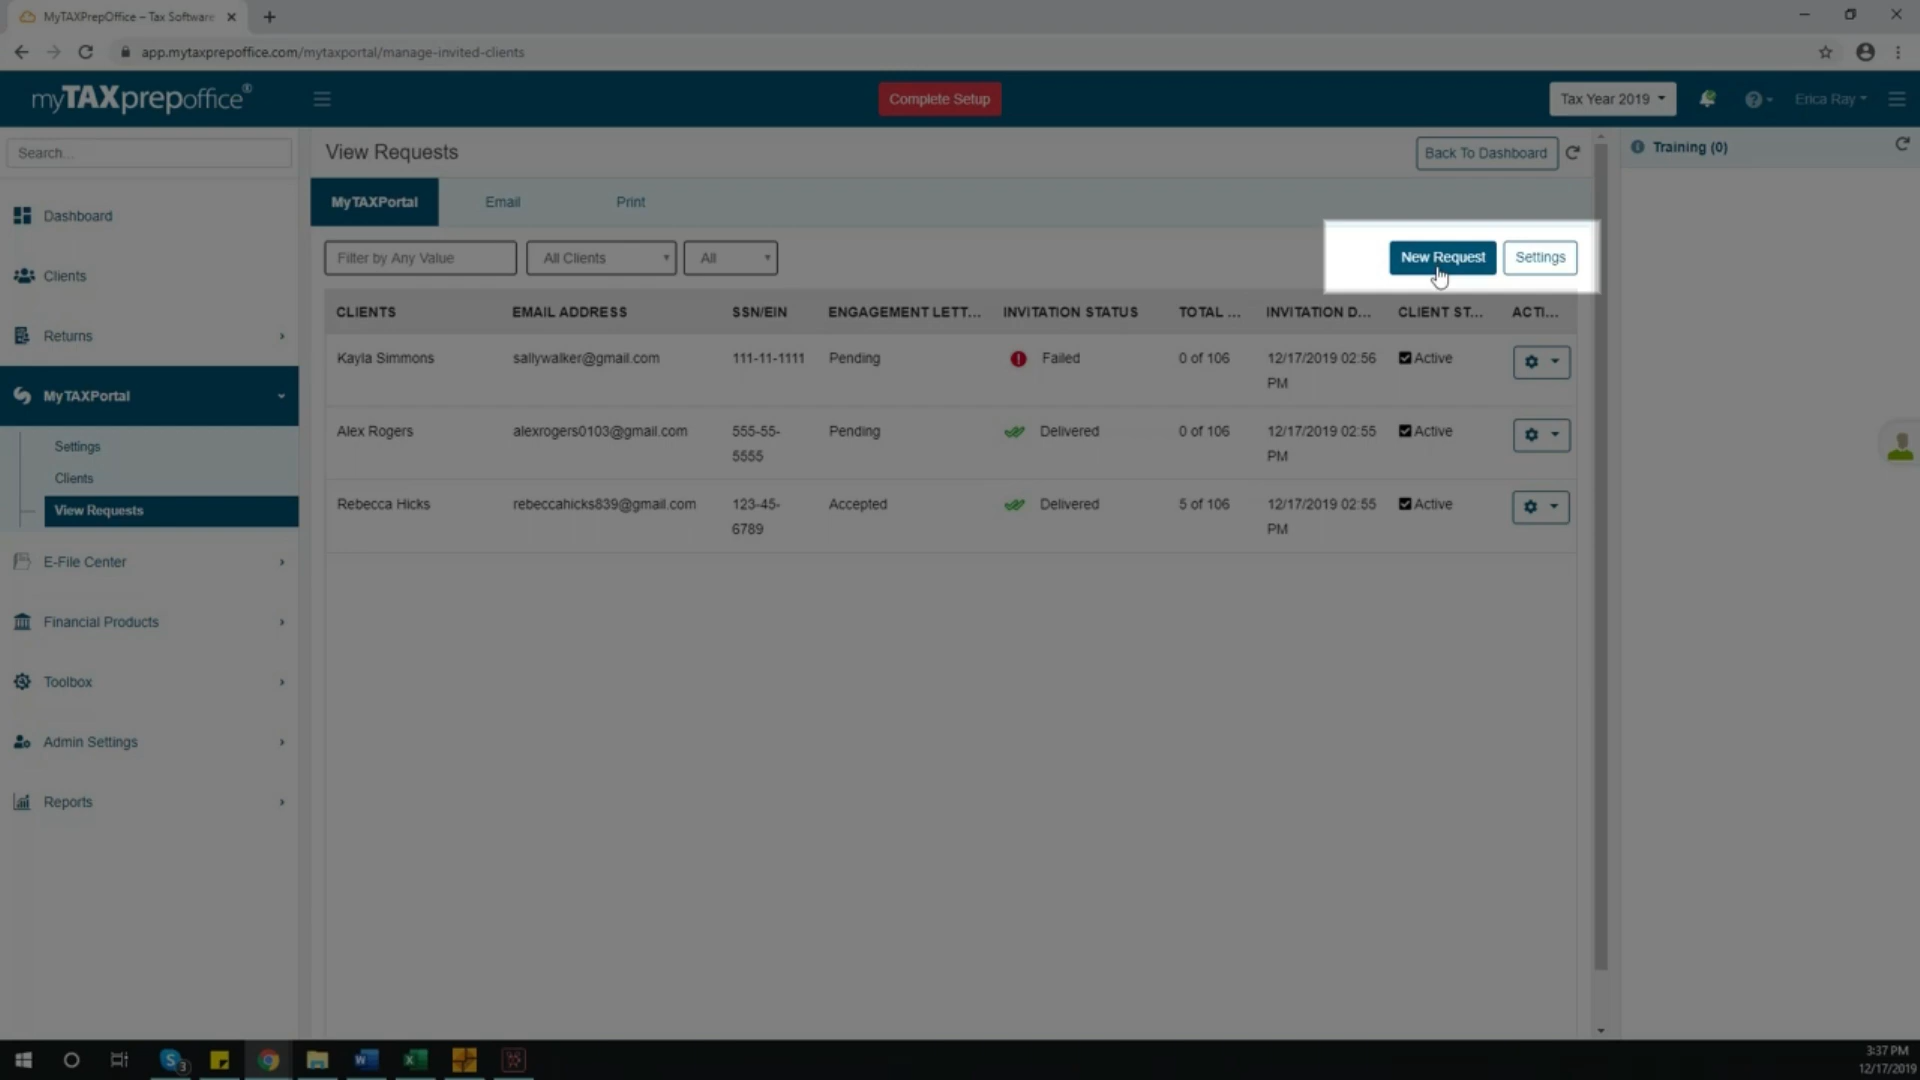 MyTAXPrepOffice – Tax Software
app.mytaxprepoffice.com/mytaxportal/manage-invited-clients
myTAXprepoffice®
Complete Setup
Tax Year 2019
Erica Ray
Search...
View Requests
Back To Dashboard
Training (0)
MyTAXPortal Email Print
Filter by Any Value All Clients All
New Request Settings
Dashboard
Clients
Returns
MyTAXPortal
Settings
Clients
View Requests
E-File Center
Financial Products
Toolbox
Admin Settings
Reports
CLIENTS EMAIL ADDRESS SSN/EIN ENGAGEMENT LETT... INVITATION STATUS TOTAL ... INVITATION D... CLIENT ST... ACTI...
Kayla Simmons sallywalker@gmail.com 111-11-1111 Pending Failed 0 of 106 12/17/2019 02:56 Active
PM
Alex Rogers alexrogers0103@gmail.com 555-55- Pending Delivered 0 of 106 12/17/2019 02:55 Active
5555 PM
Rebecca Hicks rebeccahicks839@gmail.com 123-45- Accepted Delivered 5 of 106 12/17/2019 02:55 Active
6789 PM
3:37 PM
12/17/2019